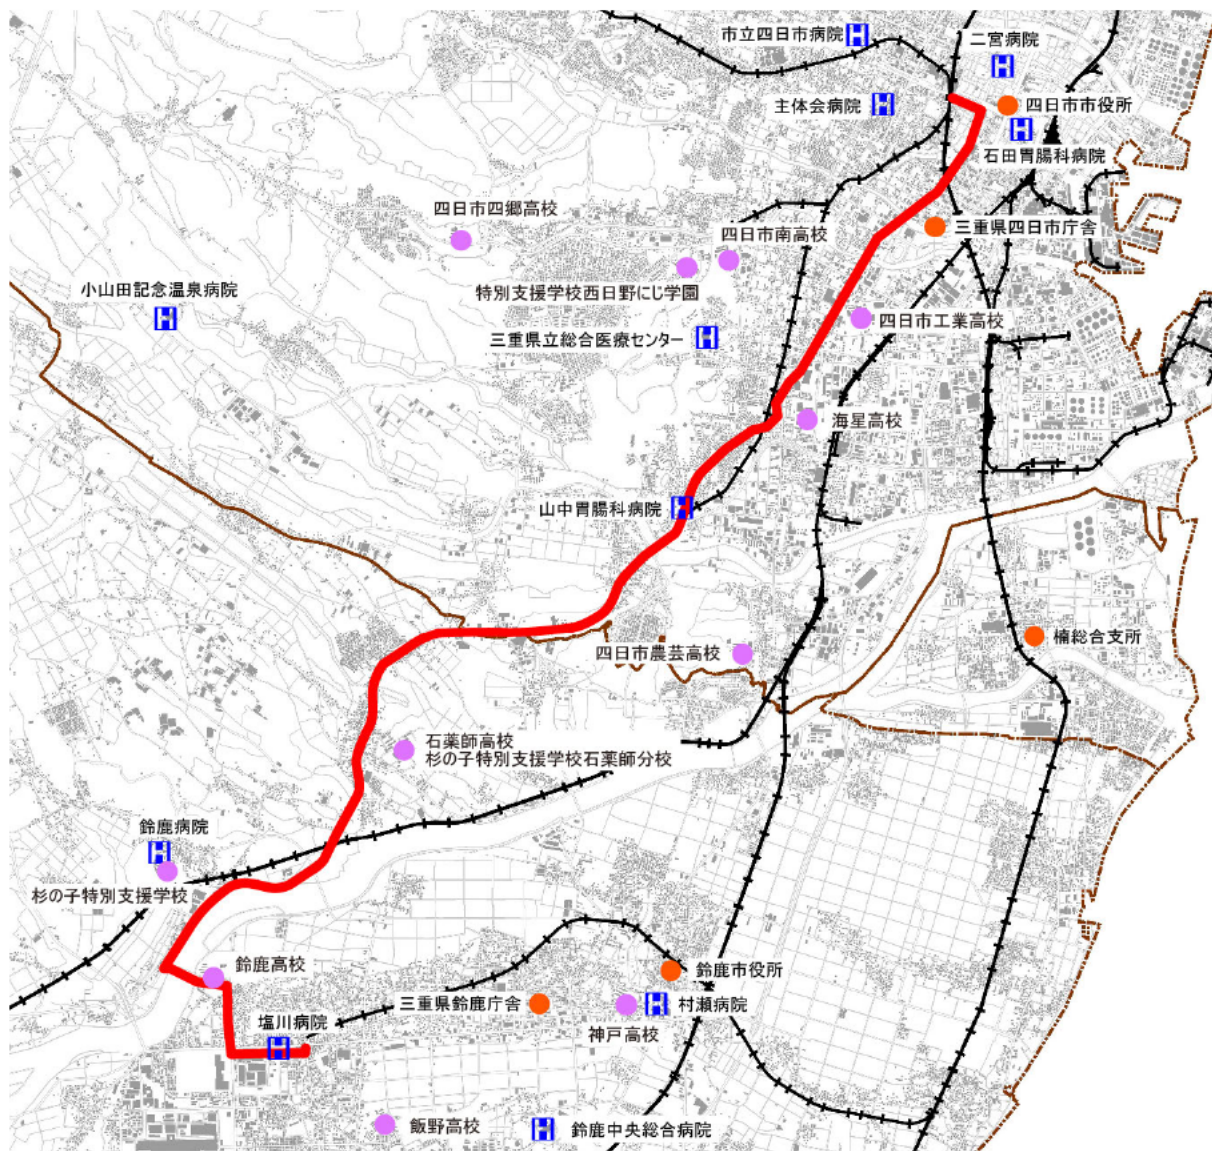 市立四日市病院
二宮病院
主体会病院
四日市市役所
石田胃腸科病院
四日市四郷高校
四日市南高校
三重県四日市庁舎
特別支援学校西日野にじ学園
小山田記念温泉病院
四日市工業高校
三重県立総合医療センター
海星高校
山中胃腸科病院
楠総合支所
四日市農芸高校
石薬師高校
杉の子特別支援学校石薬師分校
鈴鹿病院
杉の子特別支援学校
鈴鹿高校
鈴鹿市役所
三重県鈴鹿庁舎
村瀬病院
塩川病院
神戸高校
飯野高校
鈴鹿中央総合病院